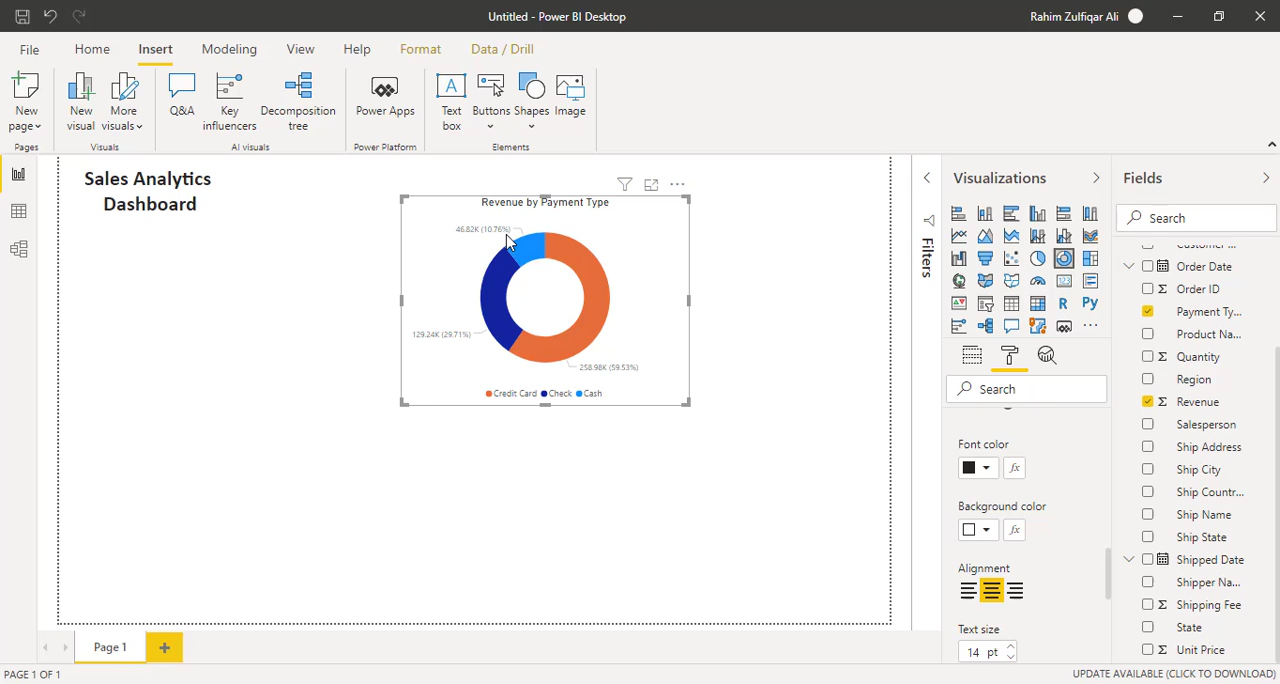 Untitled - Power BI Desktop
Rahim Zulfiqar Ali
File Home Insert Modeling View Help Format Data / Drill
New page
New visual
More visuals
Q&A
Key influencers
Decomposition tree
Power Apps
Text box
Buttons
Shapes
Image
Pages Visuals AI visuals Power Platform Elements
Sales Analytics
Dashboard
Revenue by Payment Type
46.82K (10.76%)
129.24K (29.71%)
258.98K (59.53%)
Credit Card Check Cash
Filters
Visualizations
R Py
123
Search
Font color
fx
Background color
fx
Alignment
Text size
14 pt
Fields
Search
Customer ...
Order Date
Σ Order ID
Payment Ty...
Product Na...
Σ Quantity
Region
Σ Revenue
Salesperson
Ship Address
Ship City
Ship Countr...
Ship Name
Ship State
Shipped Date
Shipper Na...
Σ Shipping Fee
State
Σ Unit Price
Page 1
PAGE 1 OF 1
UPDATE AVAILABLE (CLICK TO DOWNLOAD)